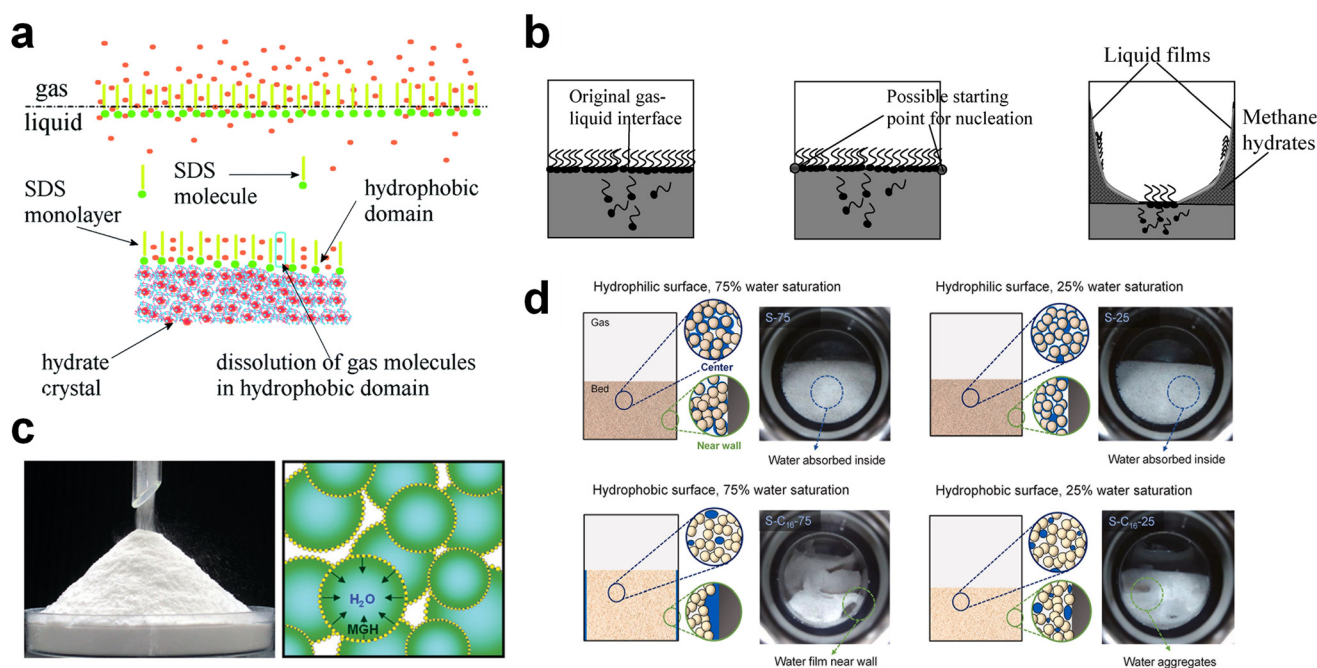 a
gas
liquid
SDS
monolayer
SDS
molecule
hydrophobic
domain
hydrate
crystal
dissolution of gas molecules
in hydrophobic domain
b
Original gas-
liquid interface
Possible starting
point for nucleation
Liquid films
Methane
hydrates
c
H₂O
MGH
d
Hydrophilic surface, 75% water saturation
Gas
Bed
Center
Near wall
S-75
Water absorbed inside
Hydrophilic surface, 25% water saturation
S-25
Water absorbed inside
Hydrophobic surface, 75% water saturation
S-C₁₆-75
Water film near wall
Hydrophobic surface, 25% water saturation
S-C₁₆-25
Water aggregates